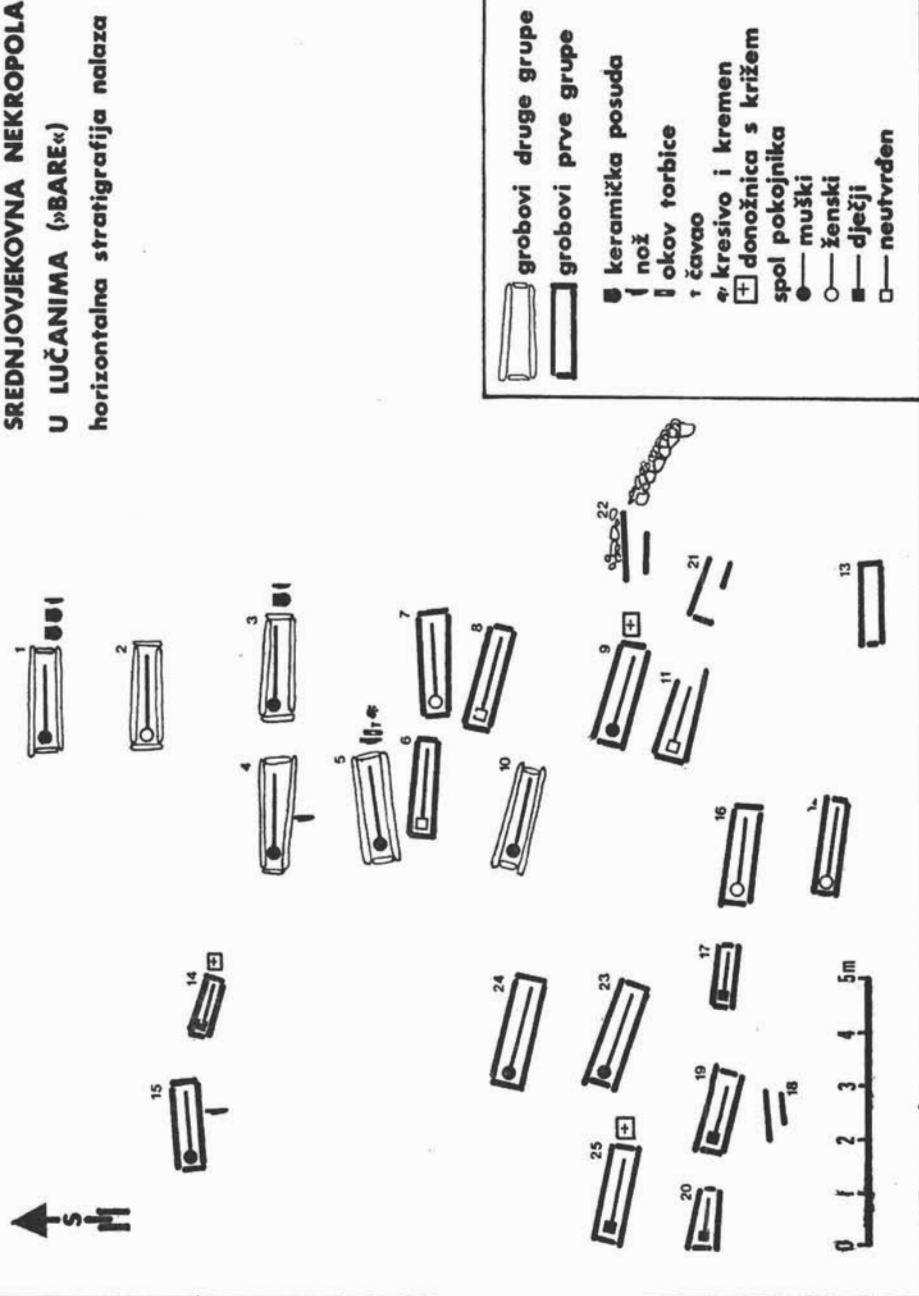 SREDNJOVJEKOVNA NEKROPOLA
U LUČANIMA (»BARE«)
horizontalna stratigrafija nalaza
grobovi druge grupe
grobovi prve grupe
keramička posuda
nož
okov torbice
čavao
kresivo i kremen
donožnica s križem
spol pokojnika
muški
ženski
dječji
neutvrđen
S
1
2
3
4
5
6
7
8
9
10
11
13
14
15
16
17
18
19
20
21
22
23
24
25
0 1 2 3 4 5m